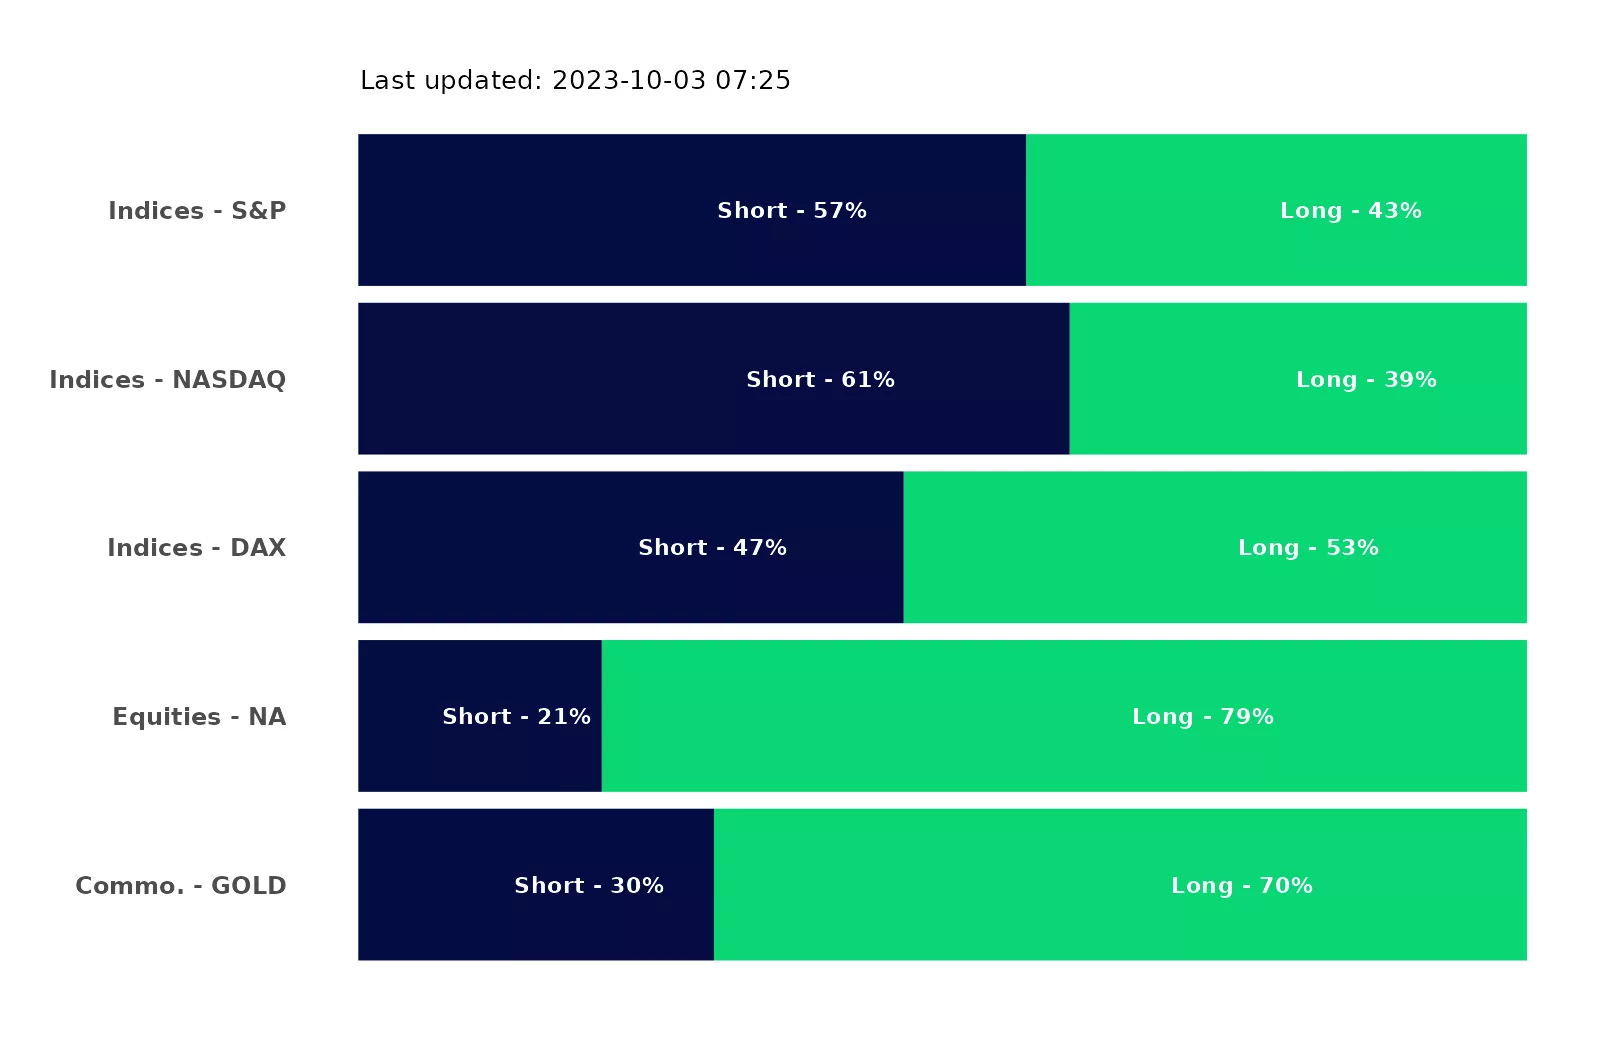 Last updated: 2023-10-03 07:25
Indices - S&P Short - 57% Long - 43%
Indices - NASDAQ Short - 61% Long - 39%
Indices - DAX Short - 47% Long - 53%
Equities - NA Short - 21% Long - 79%
Commo. - GOLD Short - 30% Long - 70%